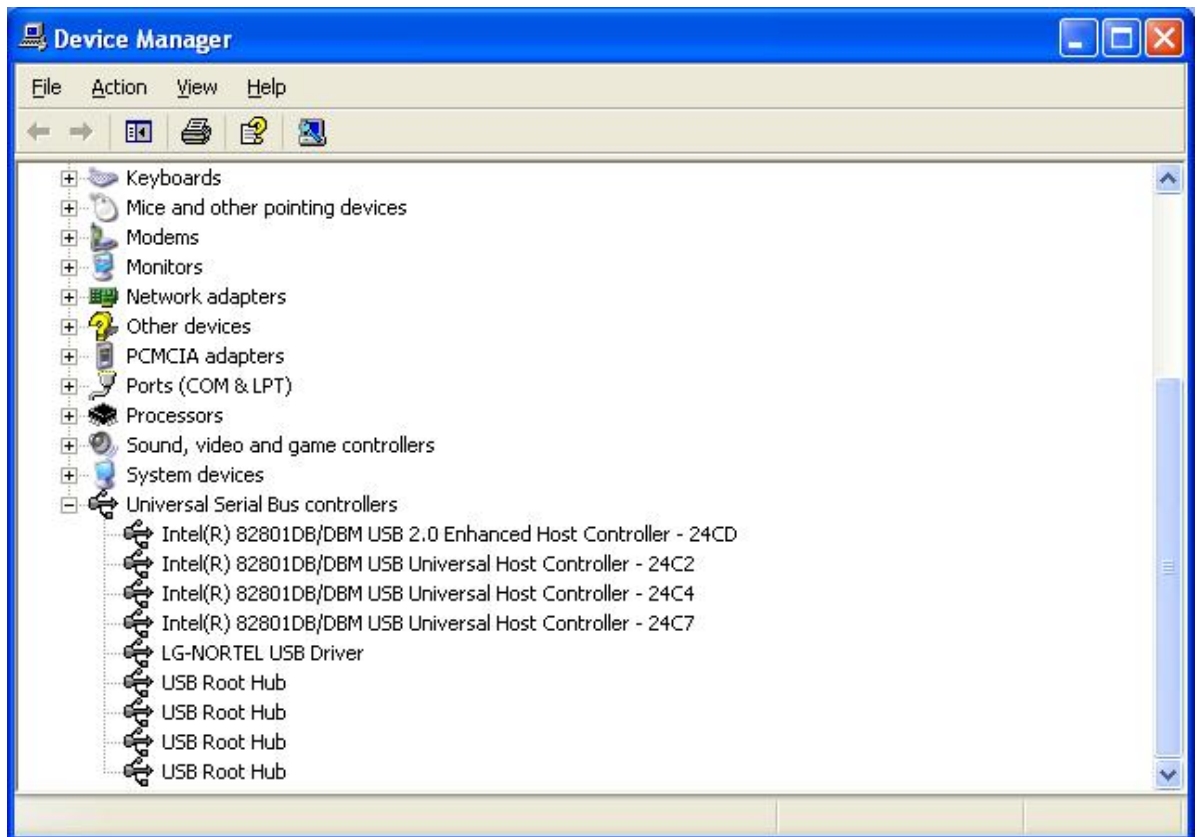 Device Manager
File Action View Help
Keyboards
Mice and other pointing devices
Modems
Monitors
Network adapters
Other devices
PCMCIA adapters
Ports (COM & LPT)
Processors
Sound, video and game controllers
System devices
Universal Serial Bus controllers
Intel(R) 82801DB/DBM USB 2.0 Enhanced Host Controller - 24CD
Intel(R) 82801DB/DBM USB Universal Host Controller - 24C2
Intel(R) 82801DB/DBM USB Universal Host Controller - 24C4
Intel(R) 82801DB/DBM USB Universal Host Controller - 24C7
LG-NORTEL USB Driver
USB Root Hub
USB Root Hub
USB Root Hub
USB Root Hub